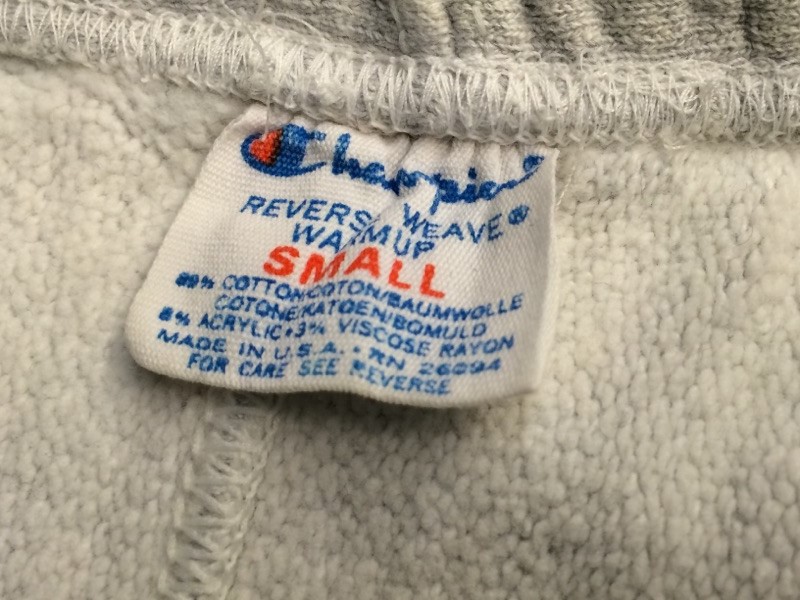 Champion
REVERSE WEAVE®
WARM UP
SMALL
89% COTTON/COTON/BAUMWOLLE
COTONE/KATOEN/BOMULD
8% ACRYLIC•3% VISCOSE RAYON
MADE IN U.S.A. • RN 26094
FOR CARE SEE REVERSE